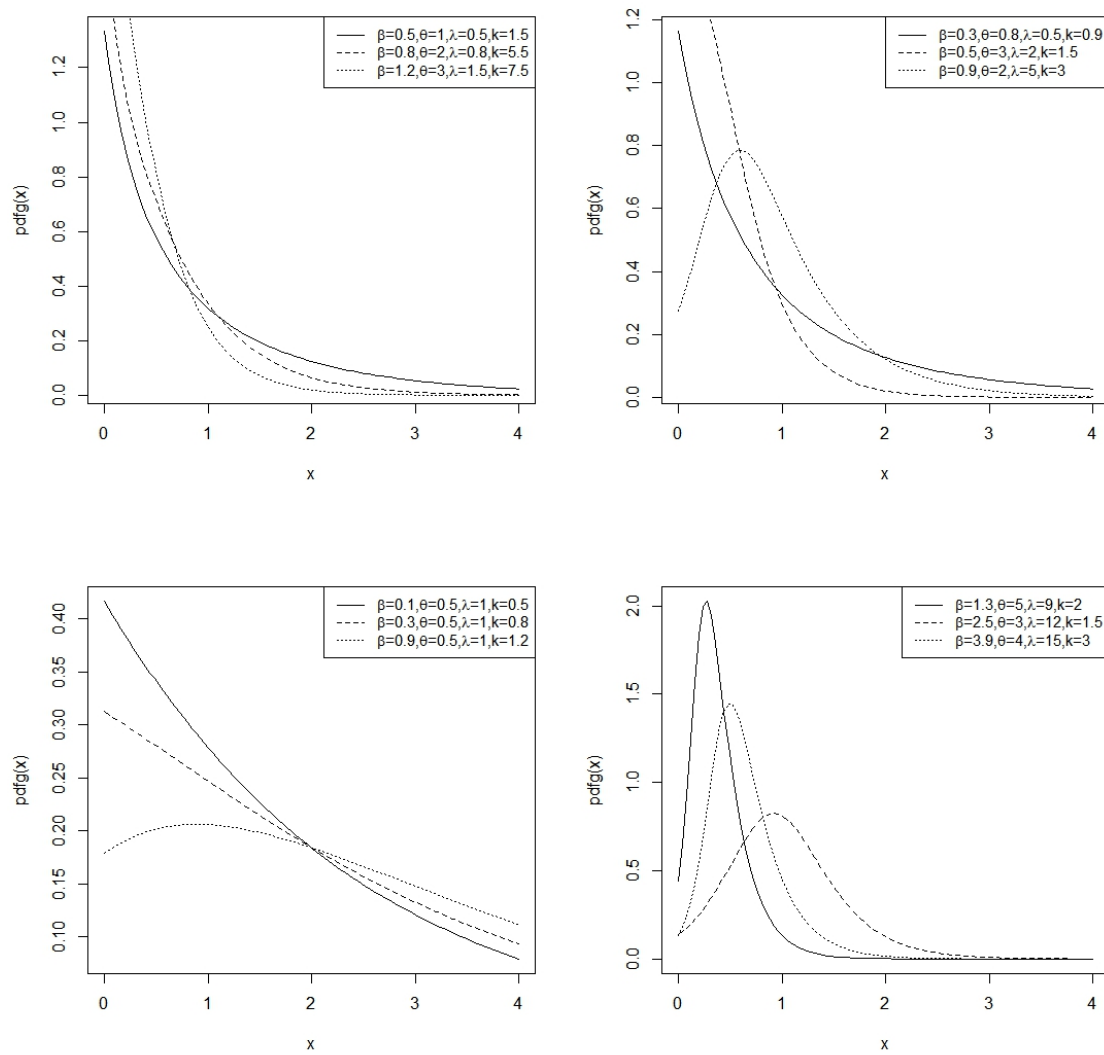 β=0.5,θ=1,λ=0.5,k=1.5
β=0.8,θ=2,λ=0.8,k=5.5
β=1.2,θ=3,λ=1.5,k=7.5
pdfg(x)
0.0 0.2 0.4 0.6 0.8 1.0 1.2
0 1 2 3 4
x
β=0.3,θ=0.8,λ=0.5,k=0.9
β=0.5,θ=3,λ=2,k=1.5
β=0.9,θ=2,λ=5,k=3
pdfg(x)
0.0 0.2 0.4 0.6 0.8 1.0 1.2
0 1 2 3 4
x
β=0.1,θ=0.5,λ=1,k=0.5
β=0.3,θ=0.5,λ=1,k=0.8
β=0.9,θ=0.5,λ=1,k=1.2
pdfg(x)
0.10 0.15 0.20 0.25 0.30 0.35 0.40
0 1 2 3 4
x
β=1.3,θ=5,λ=9,k=2
β=2.5,θ=3,λ=12,k=1.5
β=3.9,θ=4,λ=15,k=3
pdfg(x)
0.0 0.5 1.0 1.5 2.0
0 1 2 3 4
x